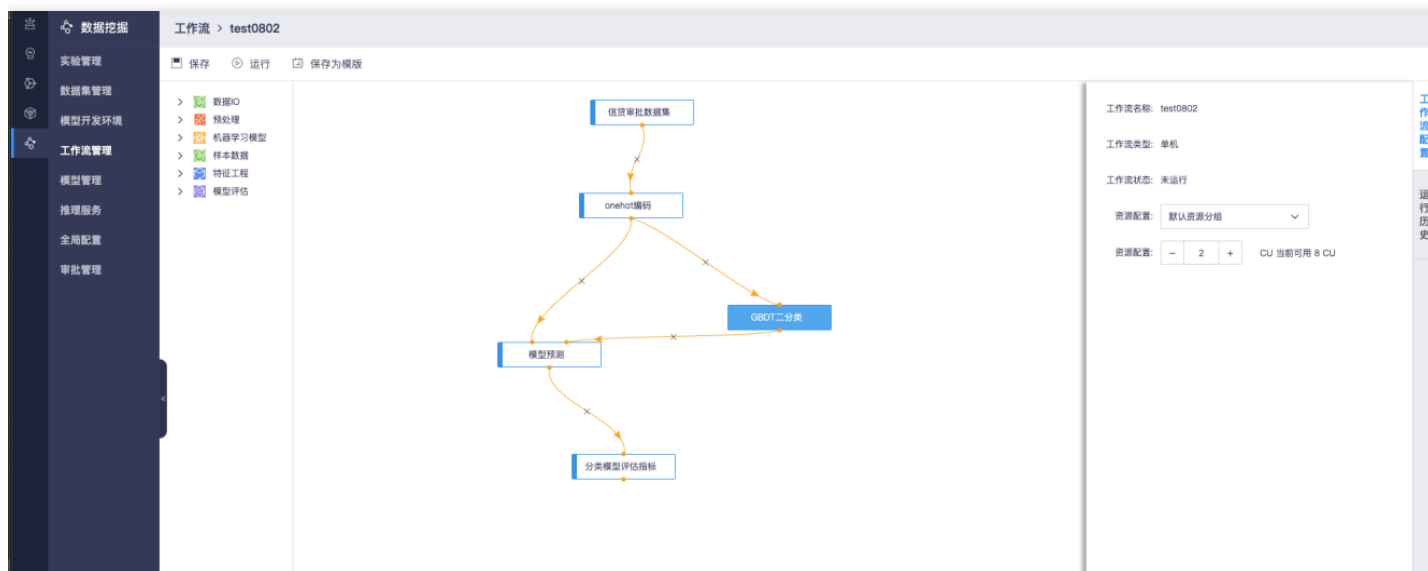 数据挖掘
实验管理
数据集管理
模型开发环境
工作流管理
模型管理
推理服务
全局配置
审批管理
工作流 > test0802
保存
运行
保存为模版
数据IO
预处理
机器学习模型
样本数据
特征工程
模型评估
信贷审批数据集
onehot编码
GBDT二分类
模型预测
分类模型评估指标
工作流名称: test0802
工作流类型: 单机
工作流状态: 未运行
资源配置: 默认资源分组
资源配置: − 2 + CU 当前可用 8 CU
工作流配置
运行历史